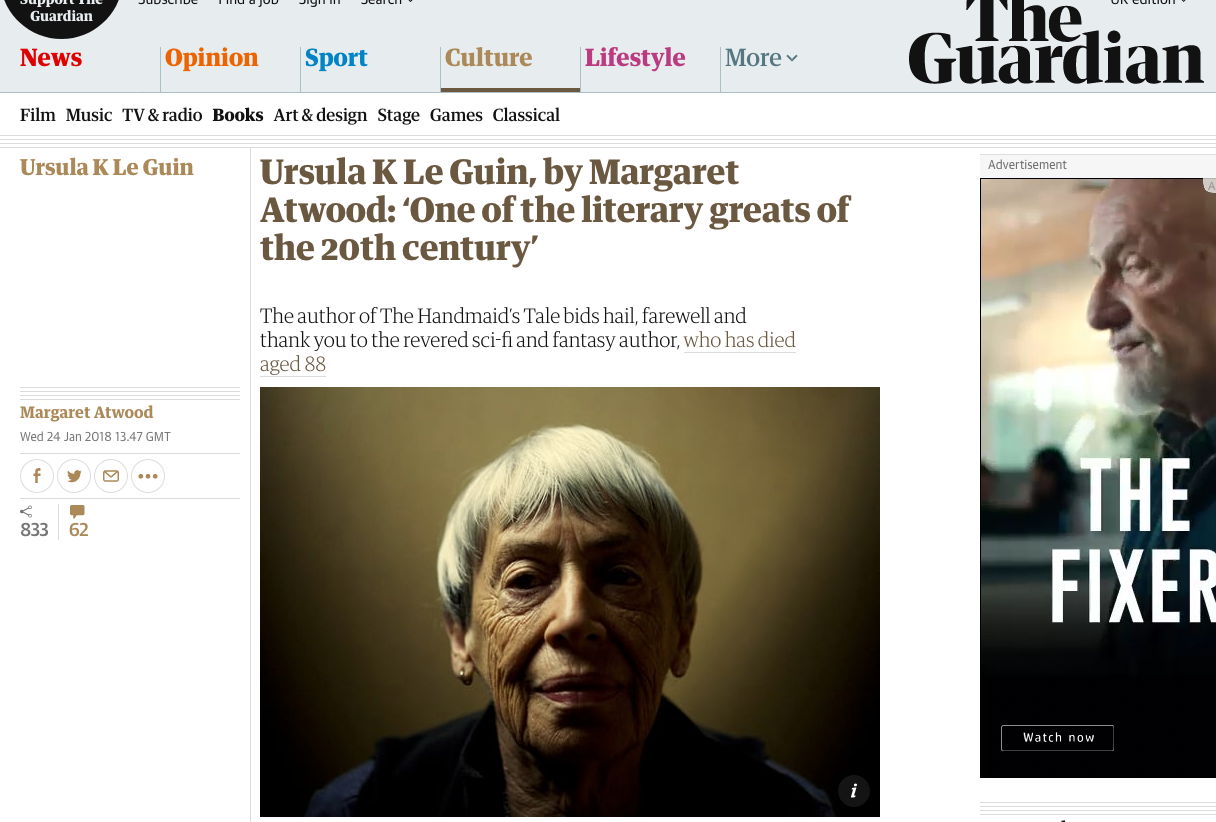 Support The
Guardian
Subscribe Find a job Sign in Search
UK edition
The
Guardian
News Opinion Sport Culture Lifestyle More
Film Music TV & radio Books Art & design Stage Games Classical
Ursula K Le Guin
Ursula K Le Guin, by Margaret
Atwood: ‘One of the literary greats of
the 20th century’
The author of The Handmaid’s Tale bids hail, farewell and
thank you to the revered sci-fi and fantasy author, who has died
aged 88
Margaret Atwood
Wed 24 Jan 2018 13.47 GMT
833 62
i
Advertisement
A
THE
FIXER
Watch now